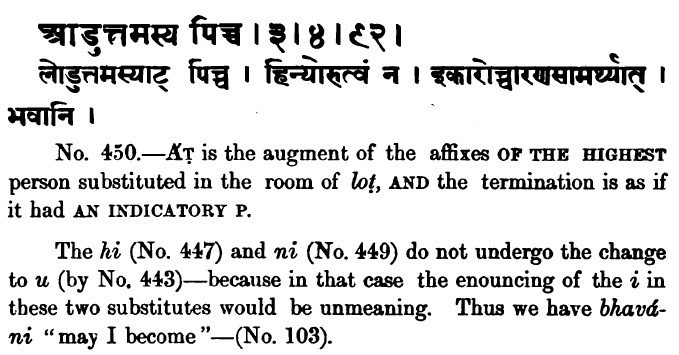 आडुत्तमस्य पिच्च । ३ । ४ । ९२ ।
लोडुत्तमस्याट् पिच्च । हिन्योरुत्वं न । इकारोच्चारणसामर्थ्यात् ।
भवानि ।
No. 450.—Áṭ is the augment of the affixes OF THE HIGHEST
person substituted in the room of loṭ, AND the termination is as if
it had AN INDICATORY P.
The hi (No. 447) and ni (No. 449) do not undergo the change
to u (by No. 443)—because in that case the enouncing of the i in
these two substitutes would be unmeaning. Thus we have bhavá-
ni “may I become”—(No. 103).